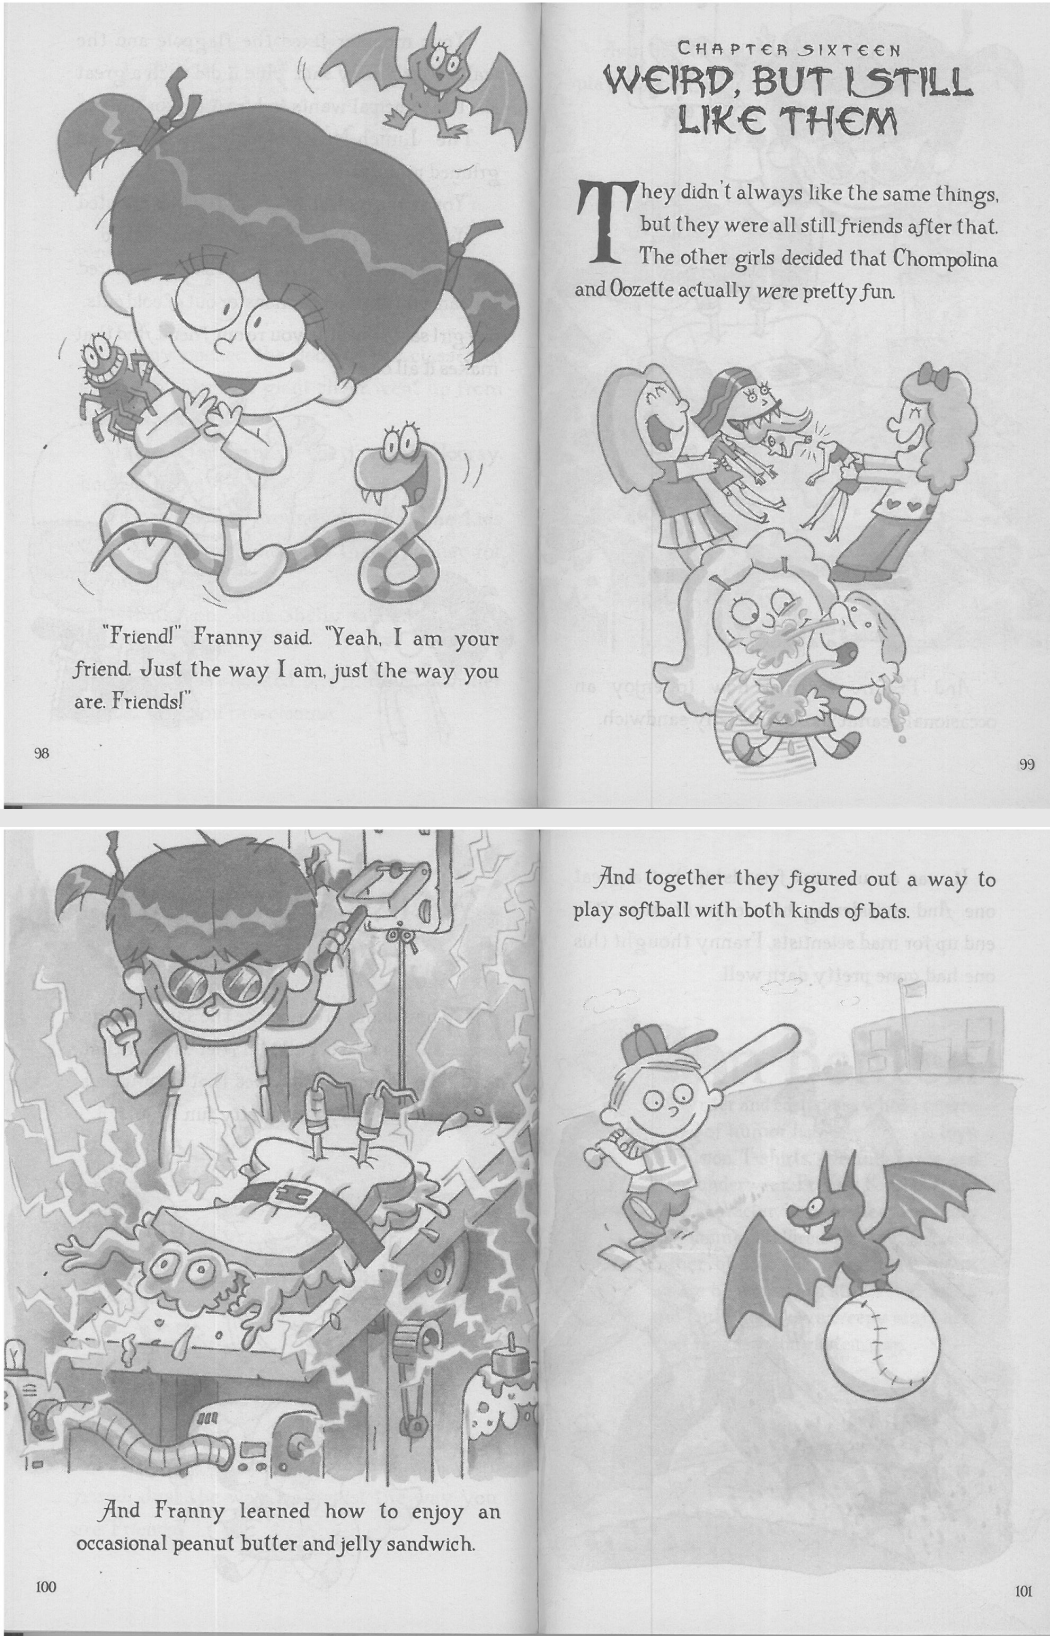 "Friend!" Franny said. "Yeah, I am your
friend. Just the way I am, just the way you
are. Friends!"
98
CHAPTER SIXTEEN
WEIRD, BUT I STILL
LIKE THEM
They didn't always like the same things,
but they were all still friends after that.
The other girls decided that Chompolina
and Oozette actually were pretty fun.
99
And Franny learned how to enjoy an
occasional peanut butter and jelly sandwich.
100
And together they figured out a way to
play softball with both kinds of bats.
101